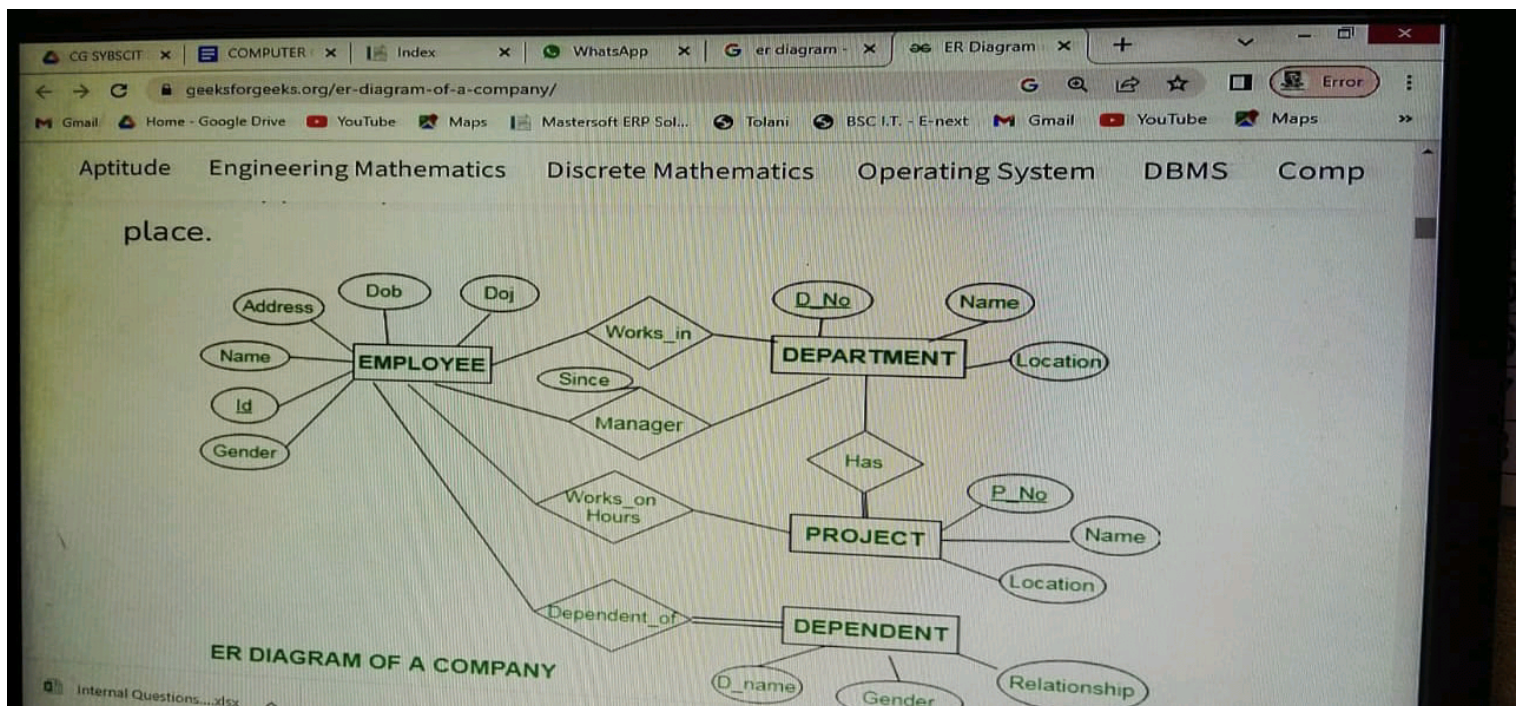 CG SYBSCIT
COMPUTER
Index
WhatsApp
er diagram -
ER Diagram
geeksforgeeks.org/er-diagram-of-a-company/
Error
Gmail
Home - Google Drive
YouTube
Maps
Mastersoft ERP Sol...
Tolani
BSC I.T. - E-next
Gmail
YouTube
Maps
»
Aptitude Engineering Mathematics Discrete Mathematics Operating System DBMS Comp
place.
Address
Dob
Doj
Name
Id
Gender
EMPLOYEE
Works_in
D_No
Name
Location
DEPARTMENT
Since
Manager
Has
Works_on
Hours
P_No
Name
Location
PROJECT
Dependent_of
DEPENDENT
D_name
Gender
Relationship
ER DIAGRAM OF A COMPANY
Internal Questions....xlsx